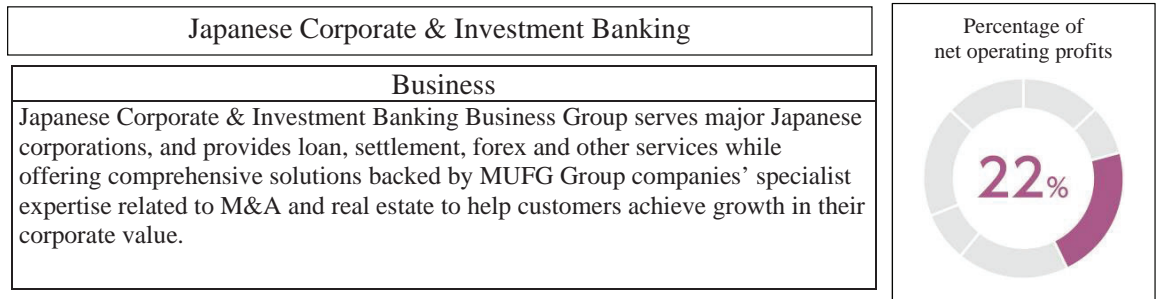 Japanese Corporate & Investment Banking
Business
Japanese Corporate & Investment Banking Business Group serves major Japanese
corporations, and provides loan, settlement, forex and other services while
offering comprehensive solutions backed by MUFG Group companies’ specialist
expertise related to M&A and real estate to help customers achieve growth in their
corporate value.
Percentage of
net operating profits
22%